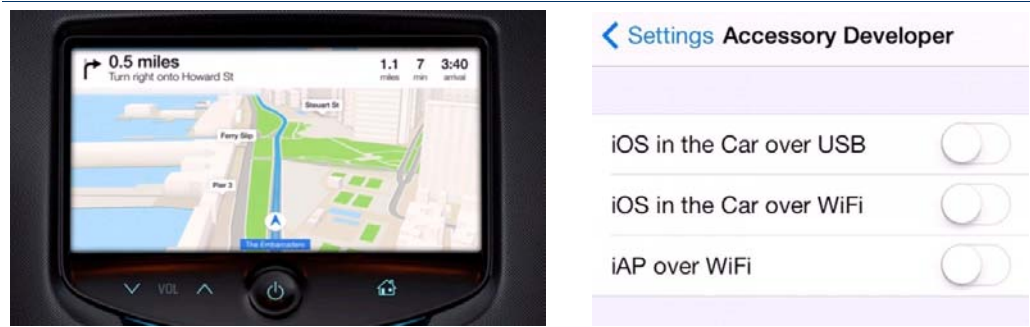 0.5 miles
Turn right onto Howard St
1.1 7 3:40
miles min arrival
Steuart St
Ferry Slip
Pier 3
The Embarcadero
VOL
Settings Accessory Developer
iOS in the Car over USB
iOS in the Car over WiFi
iAP over WiFi